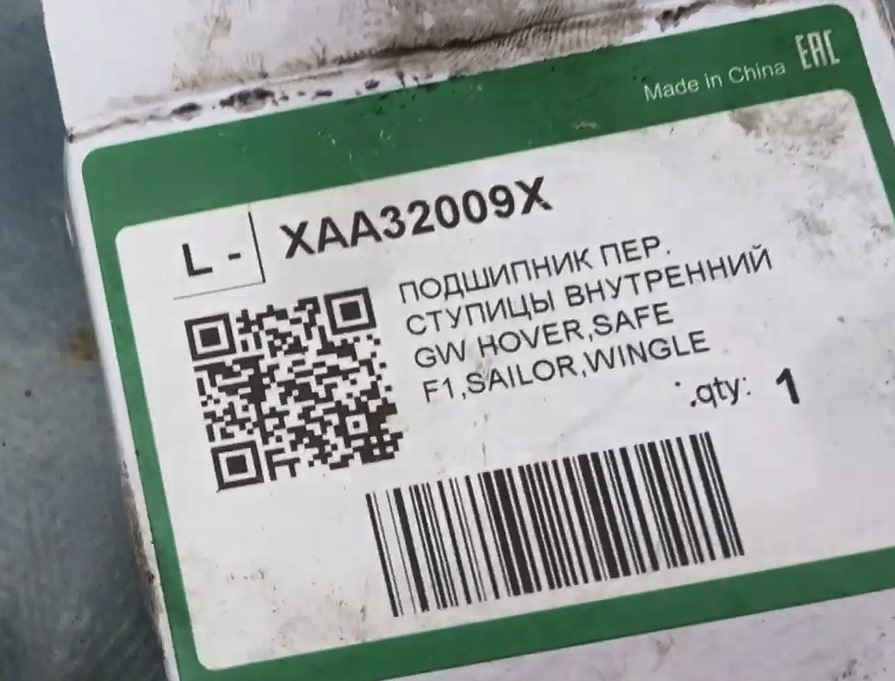 Made in China EAC
L - XAA32009X
ПОДШИПНИК ПЕР.
СТУПИЦЫ ВНУТРЕННИЙ
GW HOVER,SAFE
F1,SAILOR,WINGLE
.qty: 1